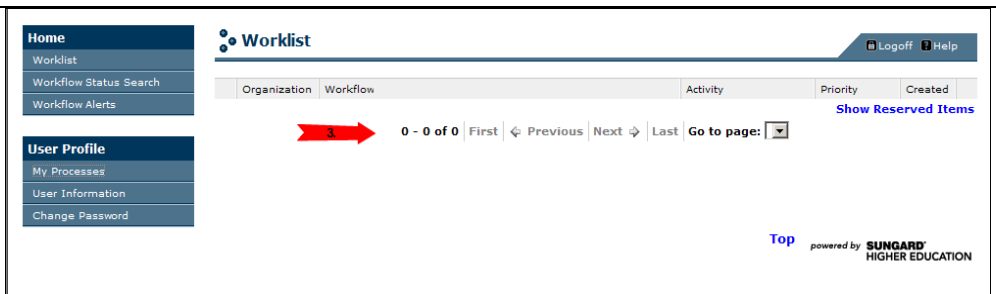 Home
Worklist
Workflow Status Search
Workflow Alerts
User Profile
My Processes
User Information
Change Password
Worklist
Logoff Help
Organization Workflow Activity Priority Created
Show Reserved Items
3. 0 - 0 of 0 First Previous Next Last Go to page:
Top
powered by SUNGARD'
HIGHER EDUCATION